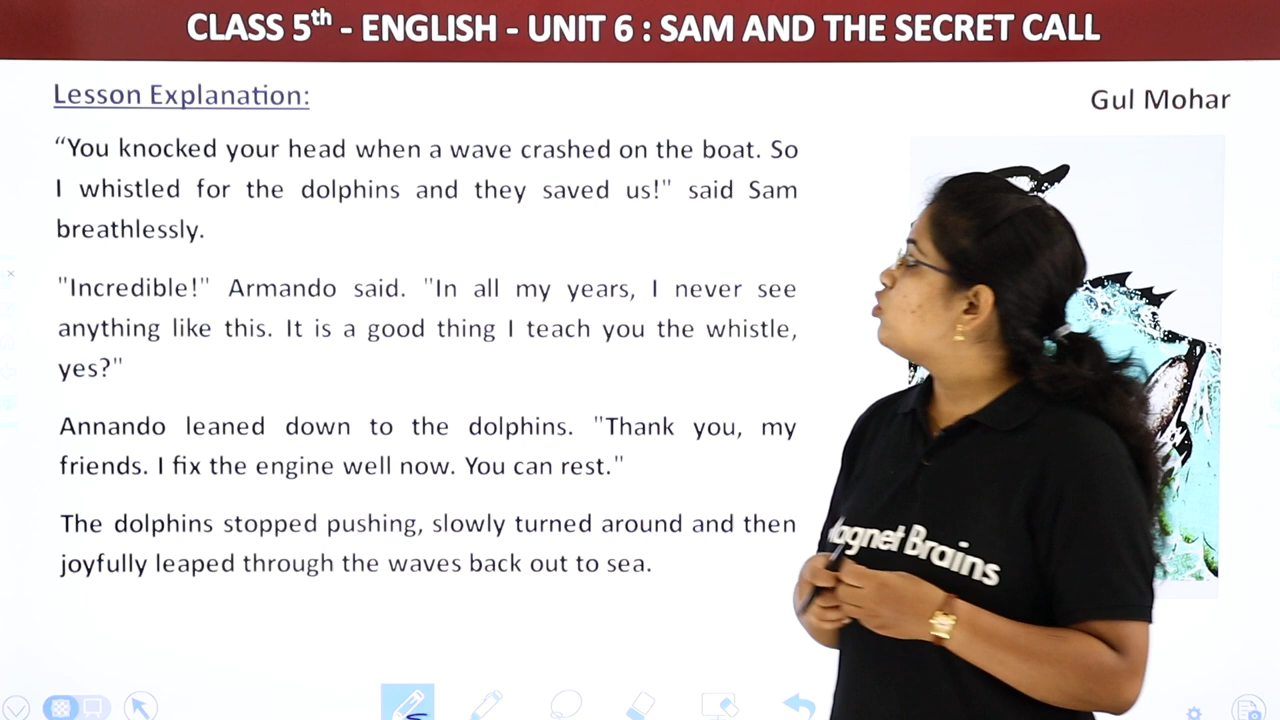 CLASS 5th - ENGLISH - UNIT 6 : SAM AND THE SECRET CALL
Lesson Explanation:
Gul Mohar
“You knocked your head when a wave crashed on the boat. So
I whistled for the dolphins and they saved us!" said Sam
breathlessly.
"Incredible!" Armando said. "In all my years, I never see
anything like this. It is a good thing I teach you the whistle,
yes?"
Annando leaned down to the dolphins. "Thank you, my
friends. I fix the engine well now. You can rest."
The dolphins stopped pushing, slowly turned around and then
joyfully leaped through the waves back out to sea.
Magnet Brains